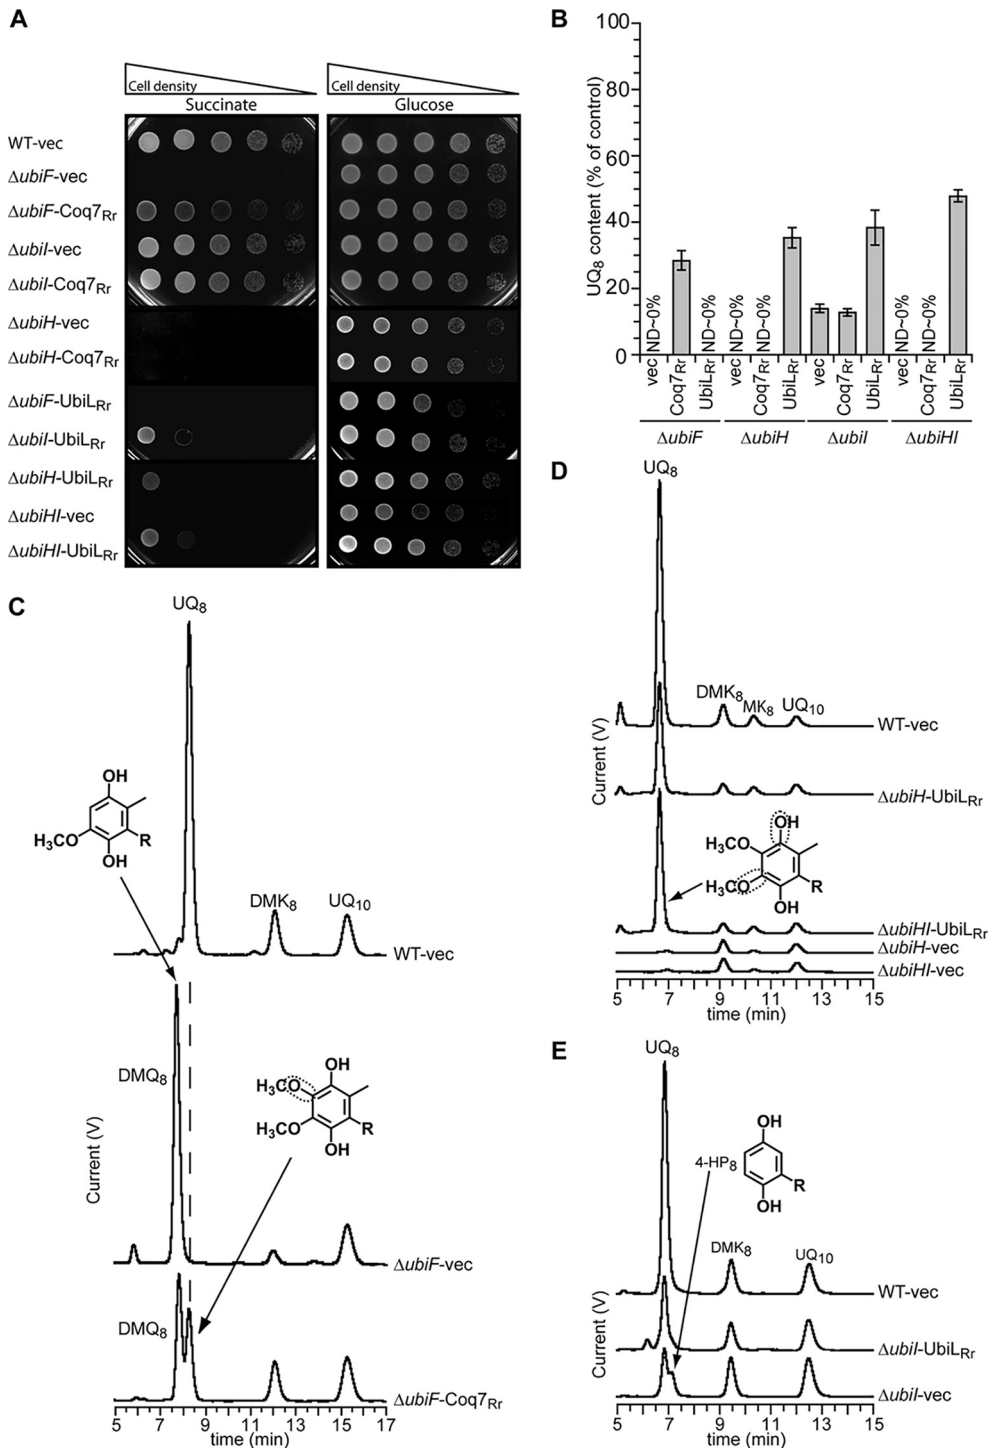 A
Cell density
Cell density
Succinate
Glucose
WT-vec
ΔubiF-vec
ΔubiF-Coq7Rr
ΔubiI-vec
ΔubiI-Coq7Rr
ΔubiH-vec
ΔubiH-Coq7Rr
ΔubiF-UbiLRr
ΔubiI-UbiLRr
ΔubiH-UbiLRr
ΔubiHI-vec
ΔubiHI-UbiLRr
B
UQ8 content (% of control)
100
80
60
40
20
0
ND~0%
ND~0%
ND~0%
ND~0%
ND~0%
ND~0%
vec
Coq7Rr
UbiLRr
vec
Coq7Rr
UbiLRr
vec
Coq7Rr
UbiLRr
vec
Coq7Rr
UbiLRr
ΔubiF
ΔubiH
ΔubiI
ΔubiHI
C
UQ8
OH
H3CO
R
OH
DMK8
UQ10
WT-vec
DMQ8
OH
H3CO
H3CO
R
OH
Current (V)
ΔubiF-vec
DMQ8
ΔubiF-Coq7Rr
5 7 9 11 13 15 17
time (min)
D
UQ8
DMK8
MK8
UQ10
WT-vec
Current (V)
ΔubiH-UbiLRr
OH
H3CO
H3CO
R
OH
ΔubiHI-UbiLRr
ΔubiH-vec
ΔubiHI-vec
5 7 9 11 13 15
time (min)
E
UQ8
OH
4-HP8
R
OH
DMK8
UQ10
WT-vec
Current (V)
ΔubiI-UbiLRr
ΔubiI-vec
5 7 9 11 13 15
time (min)